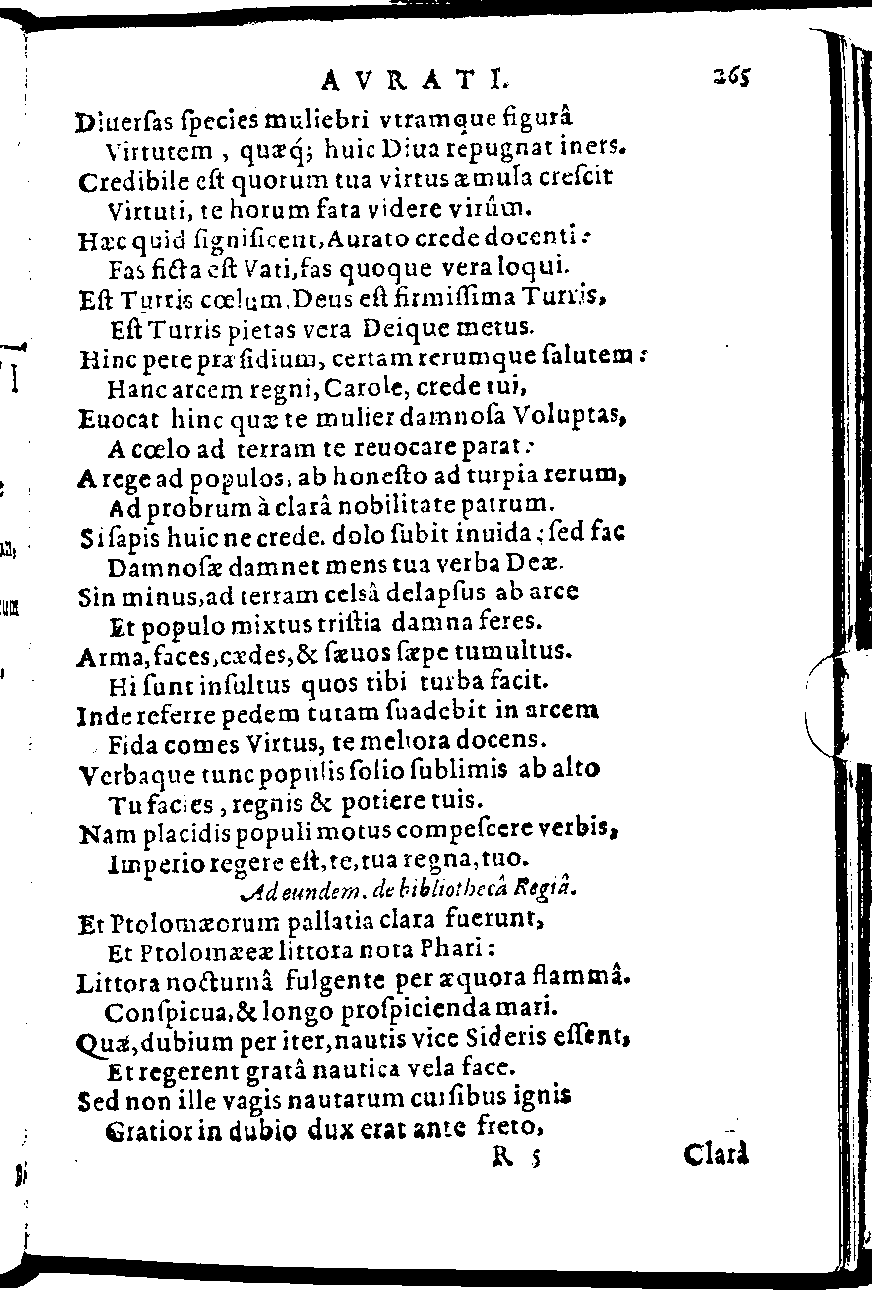 AVRATI. 265
Diuerſas ſpecies muliebri vtramque figurâ
Virtutem, quæq́; huic Diua repugnat iners.
Credibile eſt quorum tua virtus æmula creſcit
Virtuti, te horum fata videre virûm.
Hæc quid ſignificent, Aurato crede docenti:
Fas ficta eſt Vati, fas quoque vera loqui.
Eſt Turris cœlum, Deus eſt firmiſſima Turris,
Eſt Turris pietas vera Deique metus.
Hinc pete præſidium, certam rerumque ſalutem:
Hanc arcem regni, Carole, crede tui,
Euocat hinc quæ te mulier damnoſa Voluptas,
A cœlo ad terram te reuocare parat:
A rege ad populos, ab honeſto ad turpia rerum,
Ad probrum à clarâ nobilitate patrum.
Si ſapis huic ne crede. dolo ſubit inuida; ſed fac
Damnoſæ damnet mens tua verba Deæ.
Sin minus, ad terram celsâ delapſus ab arce
Et populo mixtus triſtia damna feres.
Arma, faces, cædes, & ſæuos ſæpe tumultus.
Hi ſunt inſultus quos tibi turba facit.
Inde referre pedem tutam ſuadebit in arcem
Fida comes Virtus, te meliora docens.
Verbaque tunc populis ſolio ſublimis ab alto
Tu facies, regnis & potiere tuis.
Nam placidis populi motus compeſcere verbis,
Imperio regere eſt, te, tua regna, tuo.
Ad eundem. de bibliothecâ Regiâ.
Et Ptolomæorum pallatia clara fuerunt,
Et Ptolomæeæ littora nota Phari:
Littora nocturnâ fulgente per æquora flammâ.
Conſpicua, & longo proſpicienda mari.
Quæ, dubium per iter, nautis vice Sideris eſſent,
Et regerent gratâ nautica vela face.
Sed non ille vagis nautarum curſibus ignis
Gratior in dubio dux erat ante freto,
R 5 Clarâ